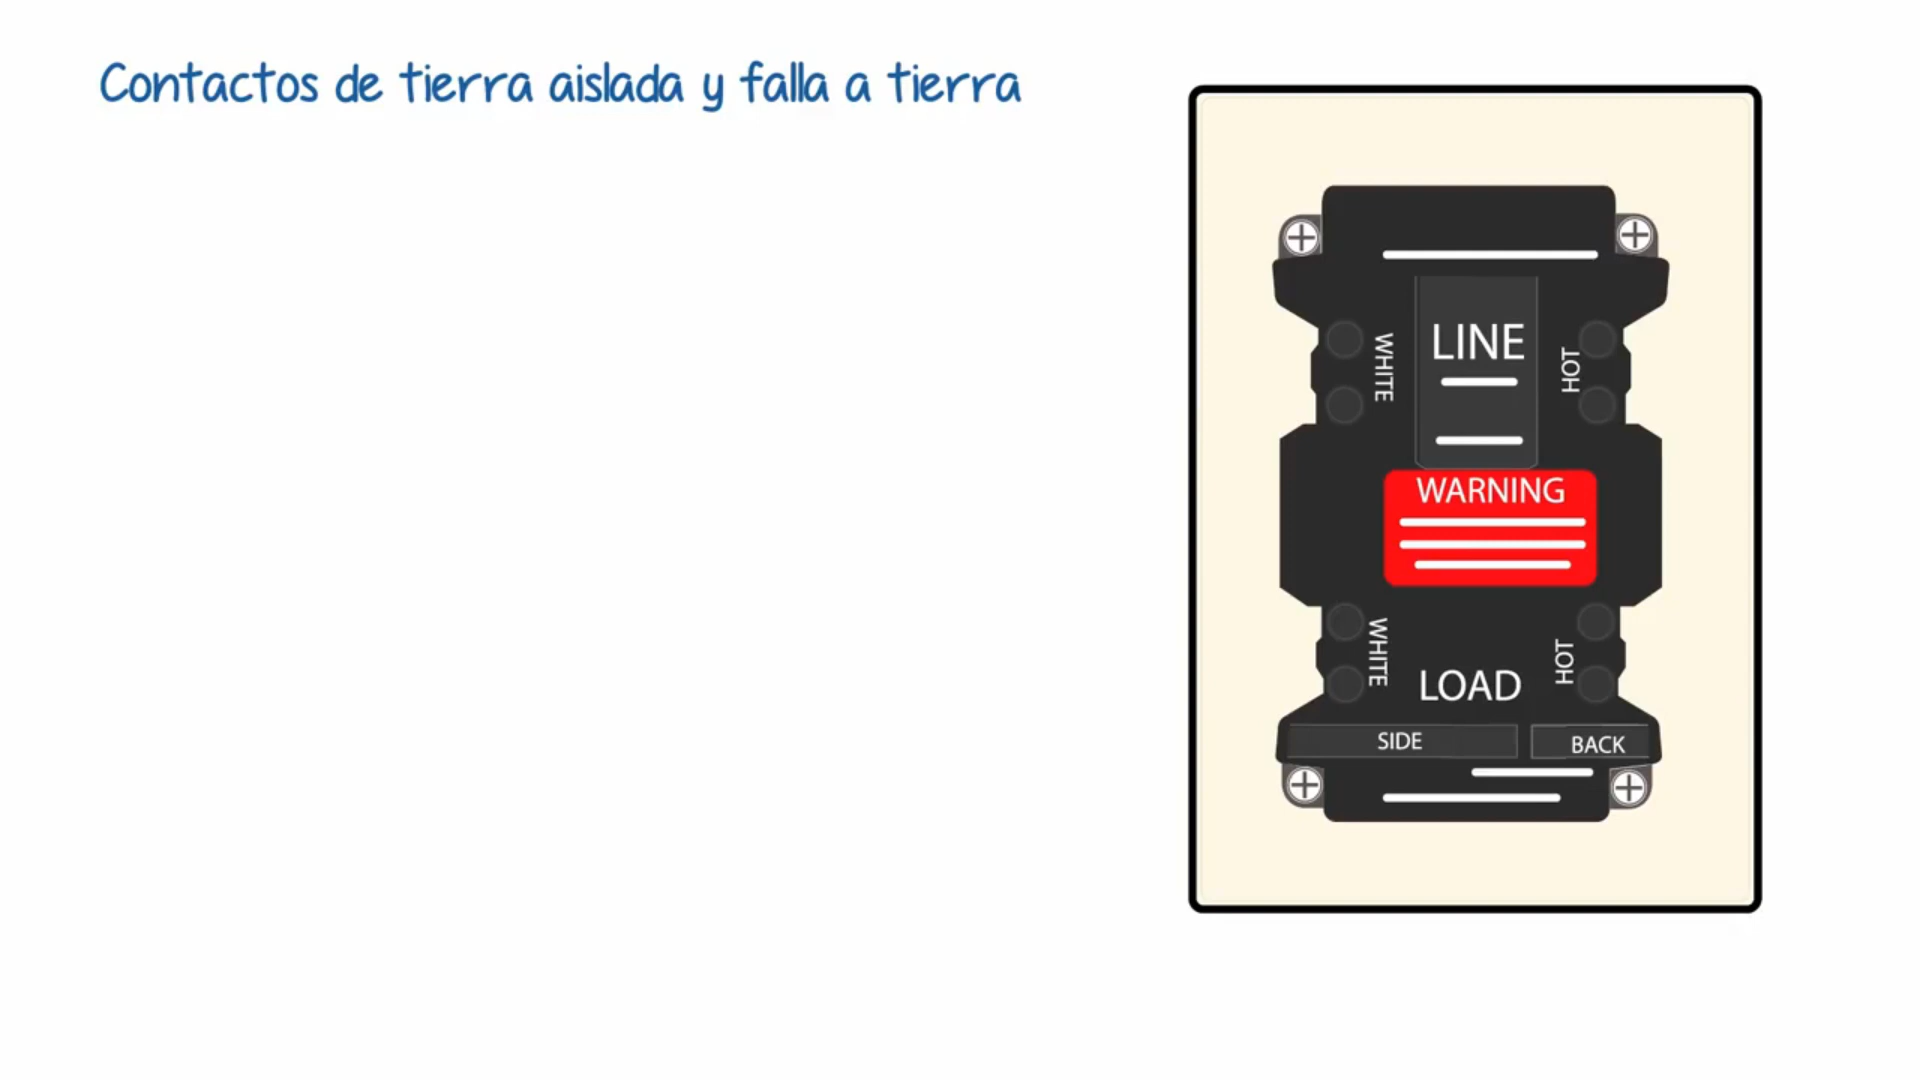 Contactos de tierra aislada y falla a tierra
LINE
WHITE
HOT
WARNING
WHITE
HOT
LOAD
SIDE
BACK